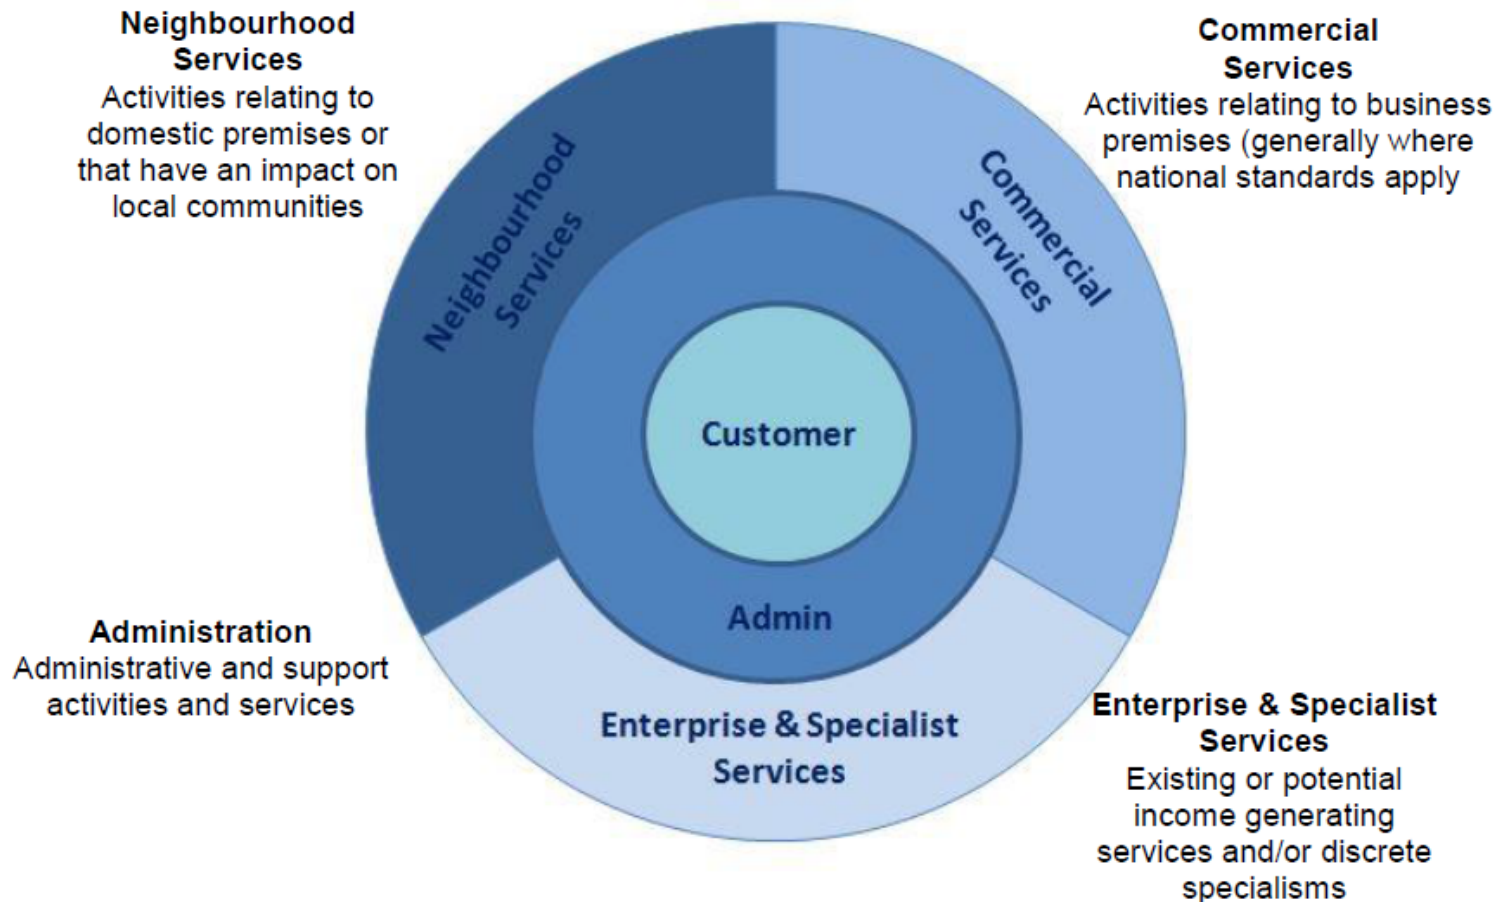 Neighbourhood
Services
Activities relating to
domestic premises or
that have an impact on
local communities
Commercial
Services
Activities relating to business
premises (generally where
national standards apply
Neighbourhood
Services
Commercial
Services
Customer
Admin
Enterprise & Specialist
Services
Administration
Administrative and support
activities and services
Enterprise & Specialist
Services
Existing or potential
income generating
services and/or discrete
specialisms